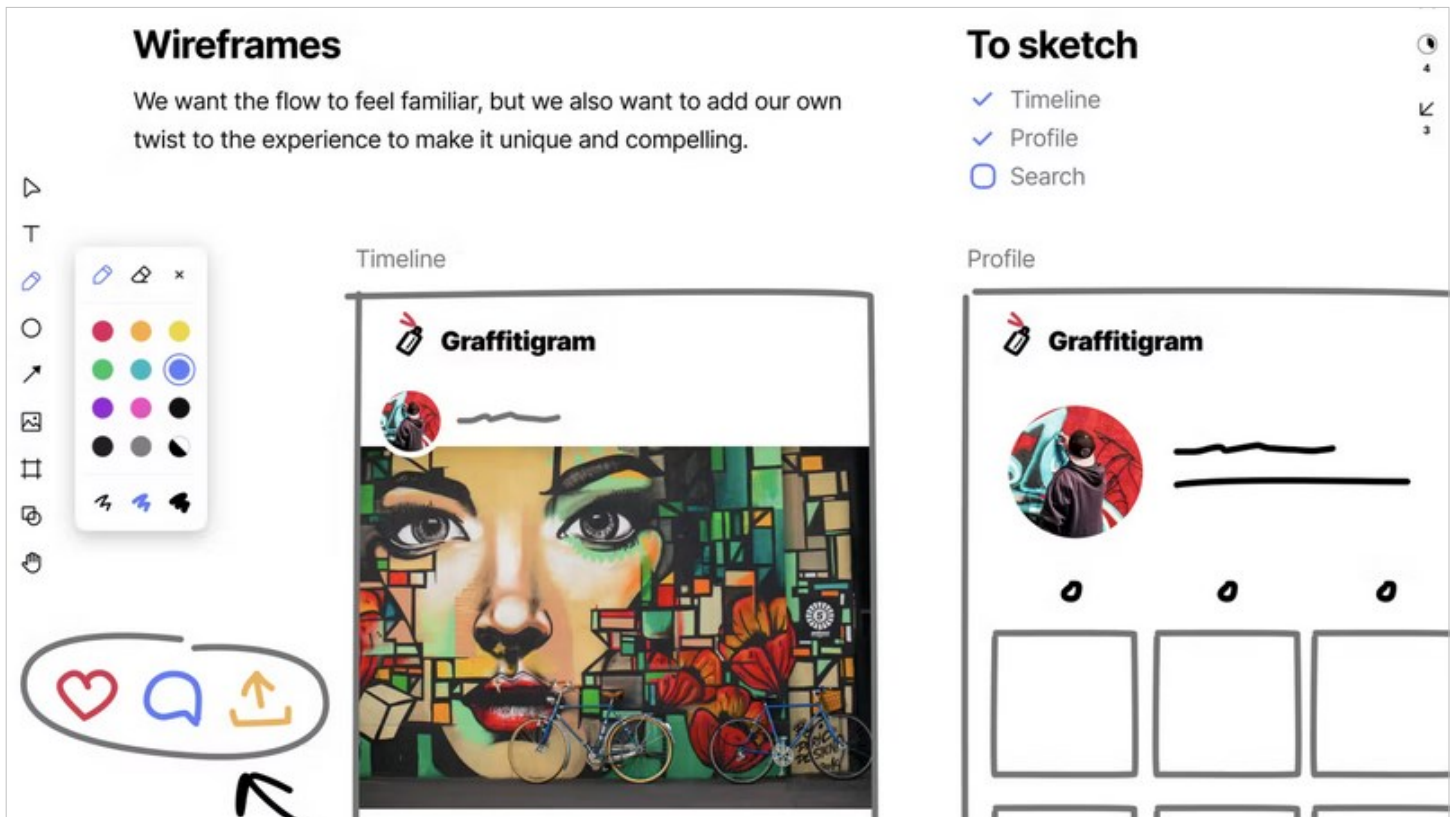 Wireframes
We want the flow to feel familiar, but we also want to add our own
twist to the experience to make it unique and compelling.
To sketch
Timeline
Profile
Search
4
3
T
Timeline
Graffitigram
Profile
Graffitigram